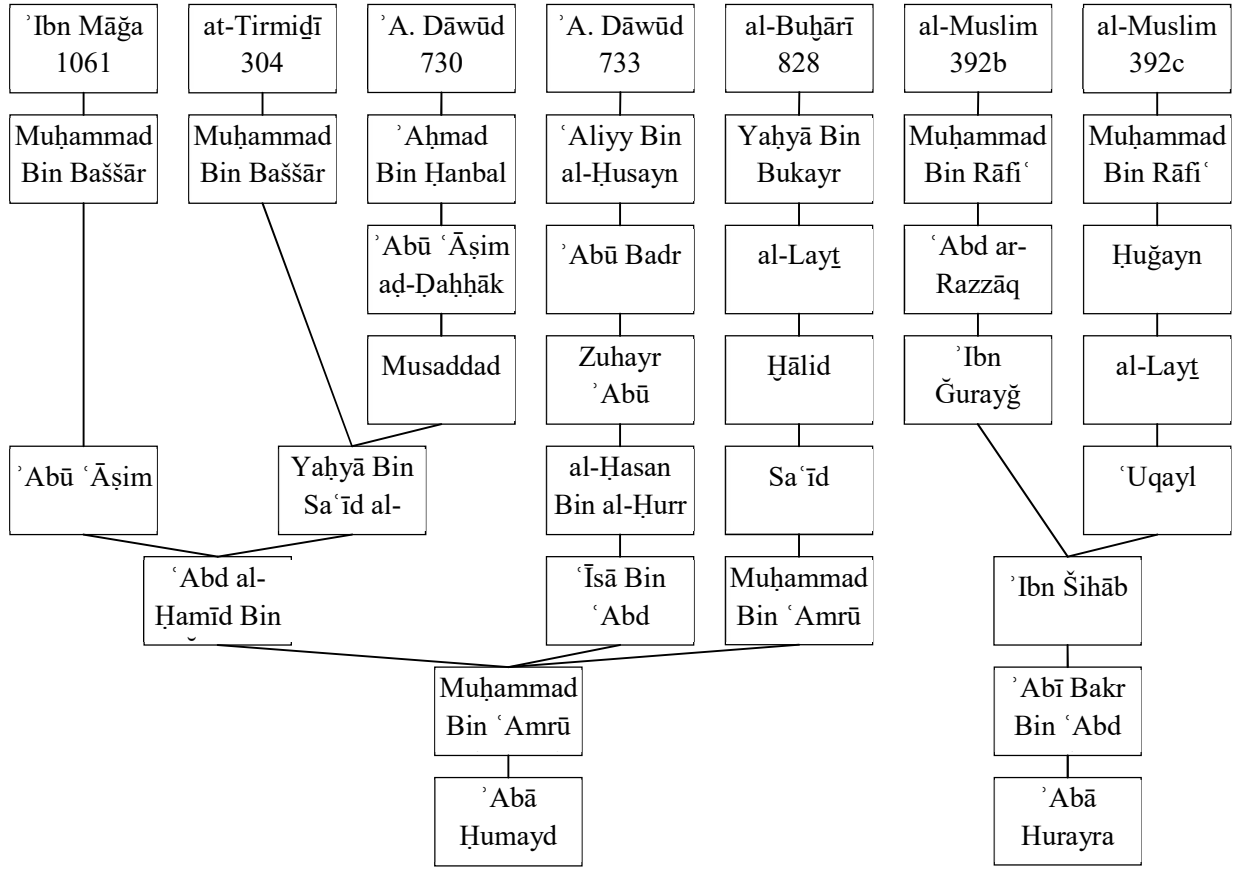 ʾIbn Māǧa
1061
at-Tirmiḏī
304
ʾA. Dāwūd
730
ʾA. Dāwūd
733
al-Buḫārī
828
al-Muslim
392b
al-Muslim
392c
Muḥammad
Bin Baššār
Muḥammad
Bin Baššār
ʾAḥmad
Bin Ḥanbal
ʿAliyy Bin
al-Ḥusayn
Yaḥyā Bin
Bukayr
Muḥammad
Bin Rāfiʿ
Muḥammad
Bin Rāfiʿ
ʾAbū ʿĀṣim
aḍ-Ḍaḥḥāk
ʾAbū Badr
al-Layṯ
ʿAbd ar-
Razzāq
Ḥuǧayn
Musaddad
Zuhayr
ʾAbū
Ḫālid
ʾIbn
Ǧurayǧ
al-Layṯ
ʾAbū ʿĀṣim
Yaḥyā Bin
Saʿīd al-
al-Ḥasan
Bin al-Ḥurr
Saʿīd
ʿUqayl
ʿAbd al-
Ḥamīd Bin
ʿĪsā Bin
ʿAbd
Muḥammad
Bin ʿAmrū
ʾIbn Šihāb
Muḥammad
Bin ʿAmrū
ʾAbī Bakr
Bin ʿAbd
ʾAbā
Ḥumayd
ʾAbā
Hurayra